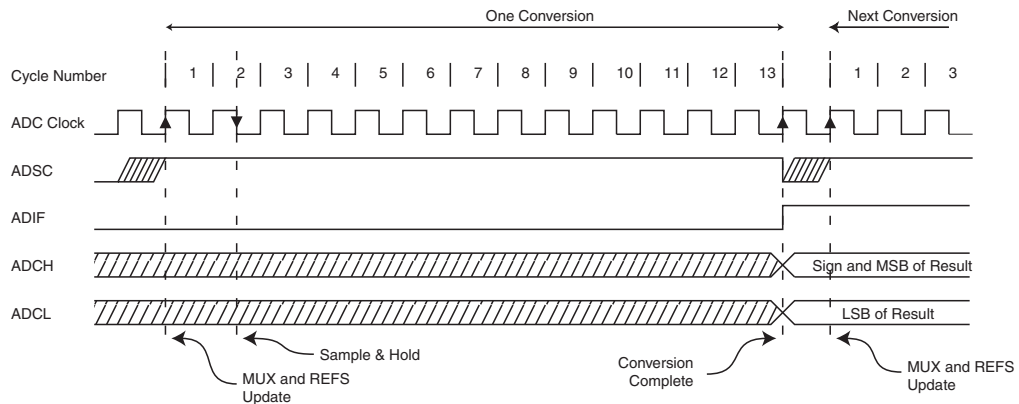 One Conversion
Next Conversion
Cycle Number 1 2 3 4 5 6 7 8 9 10 11 12 13 1 2 3
ADC Clock
ADSC
ADIF
ADCH Sign and MSB of Result
ADCL LSB of Result
MUX and REFS
Update
Sample & Hold
Conversion
Complete
MUX and REFS
Update